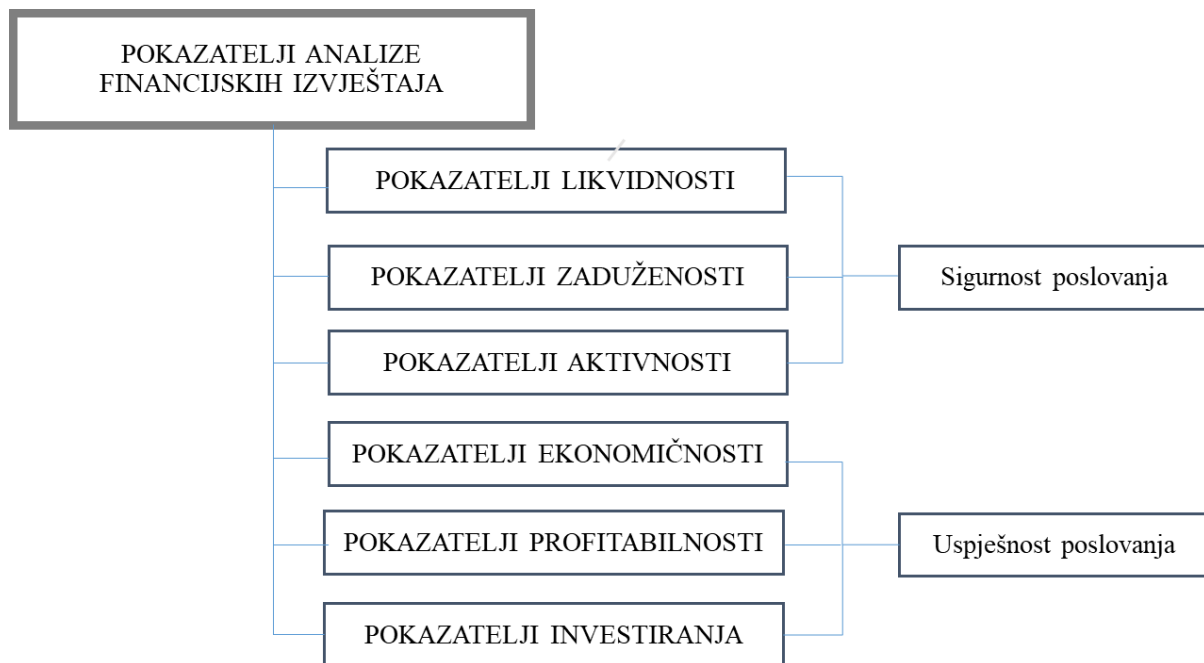 POKAZATELJI ANALIZE
FINANCIJSKIH IZVJEŠTAJA
POKAZATELJI LIKVIDNOSTI
POKAZATELJI ZADUŽENOSTI
POKAZATELJI AKTIVNOSTI
Sigurnost poslovanja
POKAZATELJI EKONOMIČNOSTI
POKAZATELJI PROFITABILNOSTI
POKAZATELJI INVESTIRANJA
Uspješnost poslovanja